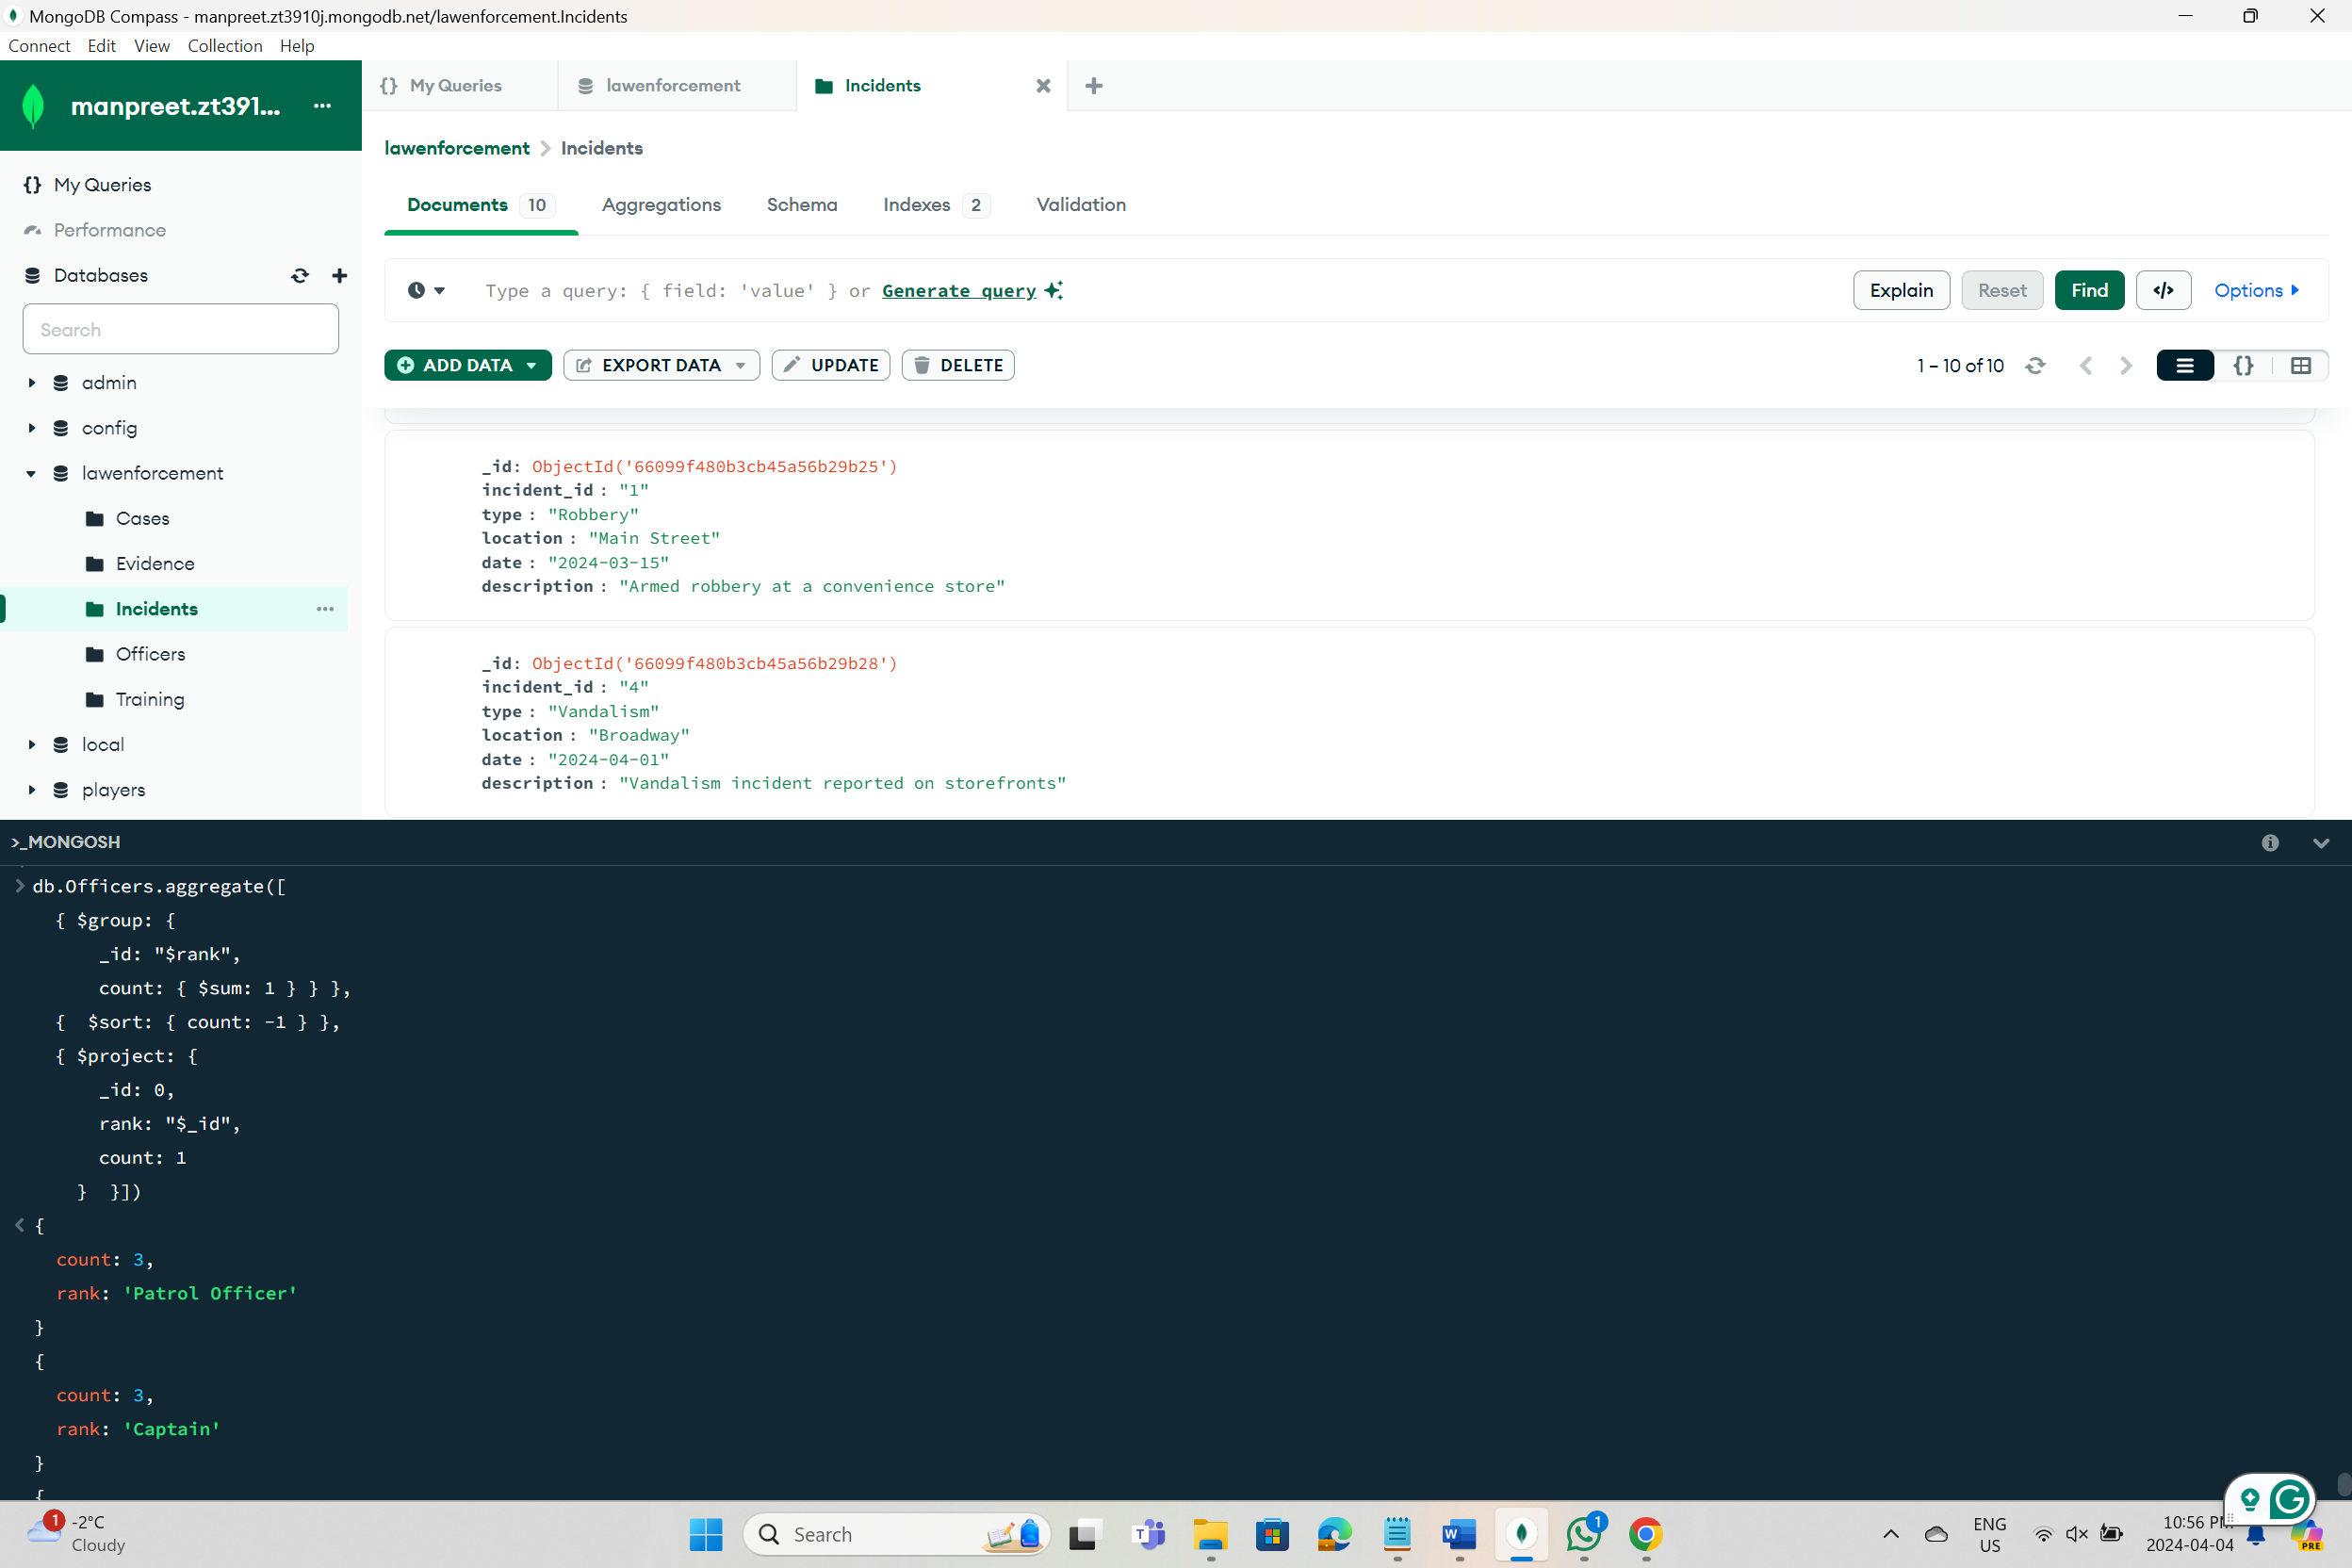 MongoDB Compass - manpreet.zt3910j.mongodb.net/lawenforcement.Incidents
Connect Edit View Collection Help
manpreet.zt391... ...
{} My Queries
lawenforcement
Incidents
lawenforcement > Incidents
My Queries
Performance
Databases
Search
admin
config
lawenforcement
Cases
Evidence
Incidents ...
Officers
Training
local
players
Documents 10 Aggregations Schema Indexes 2 Validation
Type a query: { field: 'value' } or Generate query
Explain Reset Find </> Options
ADD DATA EXPORT DATA UPDATE DELETE
1 – 10 of 10 {}
_id: ObjectId('66099f480b3cb45a56b29b25')
incident_id : "1"
type : "Robbery"
location : "Main Street"
date : "2024-03-15"
description : "Armed robbery at a convenience store"
_id: ObjectId('66099f480b3cb45a56b29b28')
incident_id : "4"
type : "Vandalism"
location : "Broadway"
date : "2024-04-01"
description : "Vandalism incident reported on storefronts"
>_MONGOSH
> db.Officers.aggregate([
{ $group: {
_id: "$rank",
count: { $sum: 1 } } },
{ $sort: { count: -1 } },
{ $project: {
_id: 0,
rank: "$_id",
count: 1
} }])
< {
count: 3,
rank: 'Patrol Officer'
}
{
count: 3,
rank: 'Captain'
}
{
1 -2°C
Cloudy
Search
1
ENG
US
10:56 PM
2024-04-04
PRE